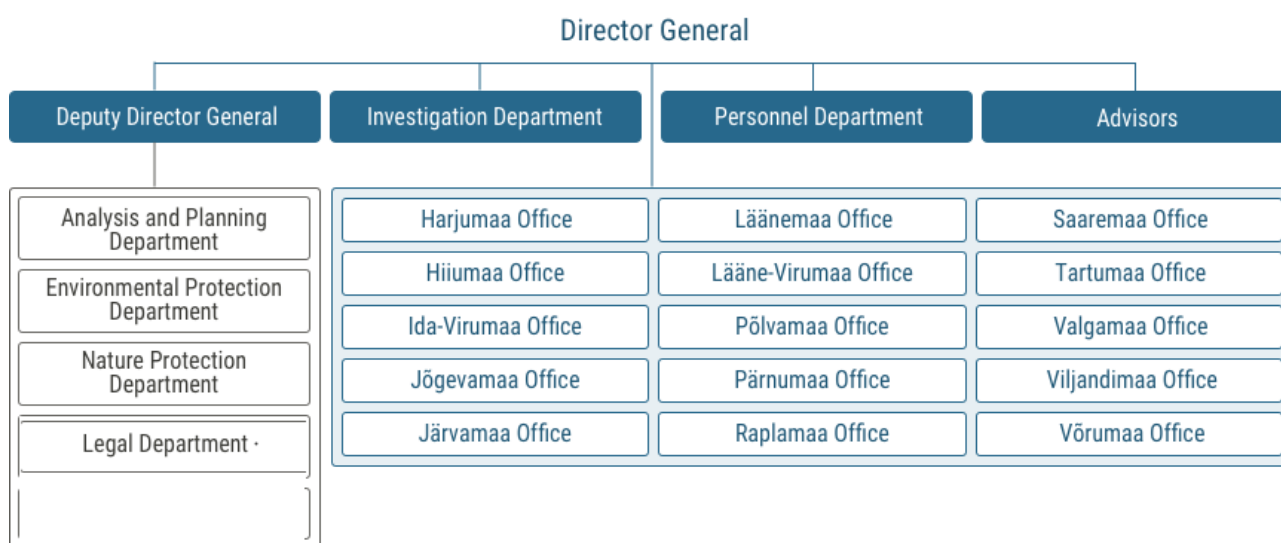 Director General
Deputy Director General
Investigation Department
Personnel Department
Advisors
Analysis and Planning
Department
Environmental Protection
Department
Nature Protection
Department
Legal Department ·
Harjumaa Office
Läänemaa Office
Saaremaa Office
Hiiumaa Office
Lääne-Virumaa Office
Tartumaa Office
Ida-Virumaa Office
Põlvamaa Office
Valgamaa Office
Jõgevamaa Office
Pärnumaa Office
Viljandimaa Office
Järvamaa Office
Raplamaa Office
Võrumaa Office